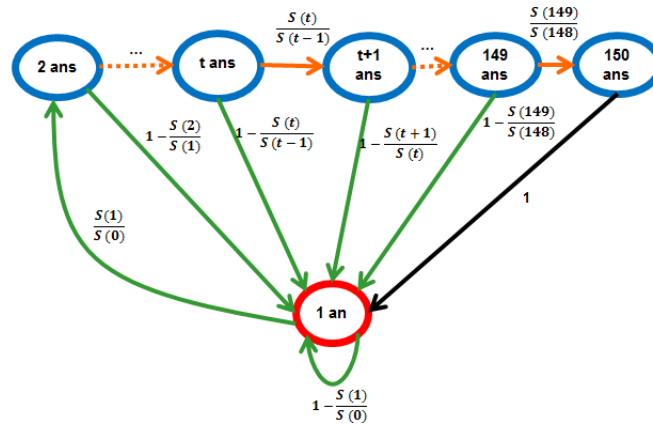 S(t)/S(t−1)
S(149)/S(148)
...
...
2 ans
t ans
t+1 ans
149 ans
150 ans
1−S(2)/S(1)
1−S(t)/S(t−1)
1−S(t+1)/S(t)
1−S(149)/S(148)
S(1)/S(0)
1
1 an
1−S(1)/S(0)